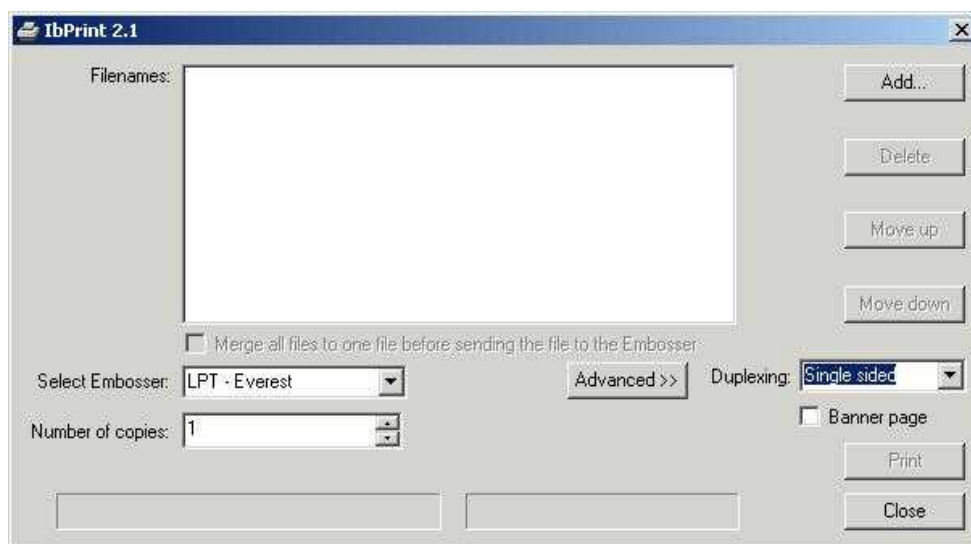 IbPrint 2.1
Filenames:
Add...
Delete
Move up
Move down
Merge all files to one file before sending the file to the Embosser
Select Embosser: LPT - Everest
Advanced >>
Duplexing: Single sided
Number of copies: 1
Banner page
Print
Close